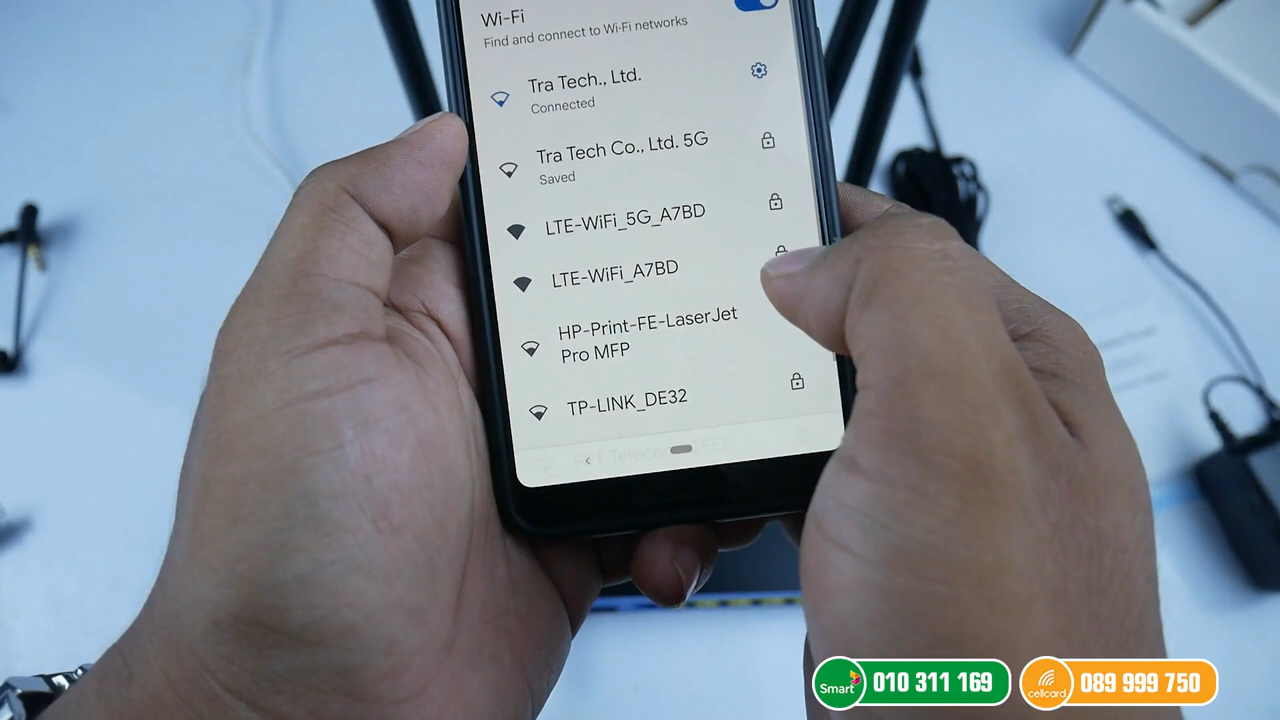 Wi-Fi
Find and connect to Wi-Fi networks
Tra Tech., Ltd.
Connected
Tra Tech Co., Ltd. 5G
Saved
LTE-WiFi_5G_A7BD
LTE-WiFi_A7BD
HP-Print-FE-LaserJet
Pro MFP
TP-LINK_DE32
Smart 010 311 169
cellcard 089 999 750